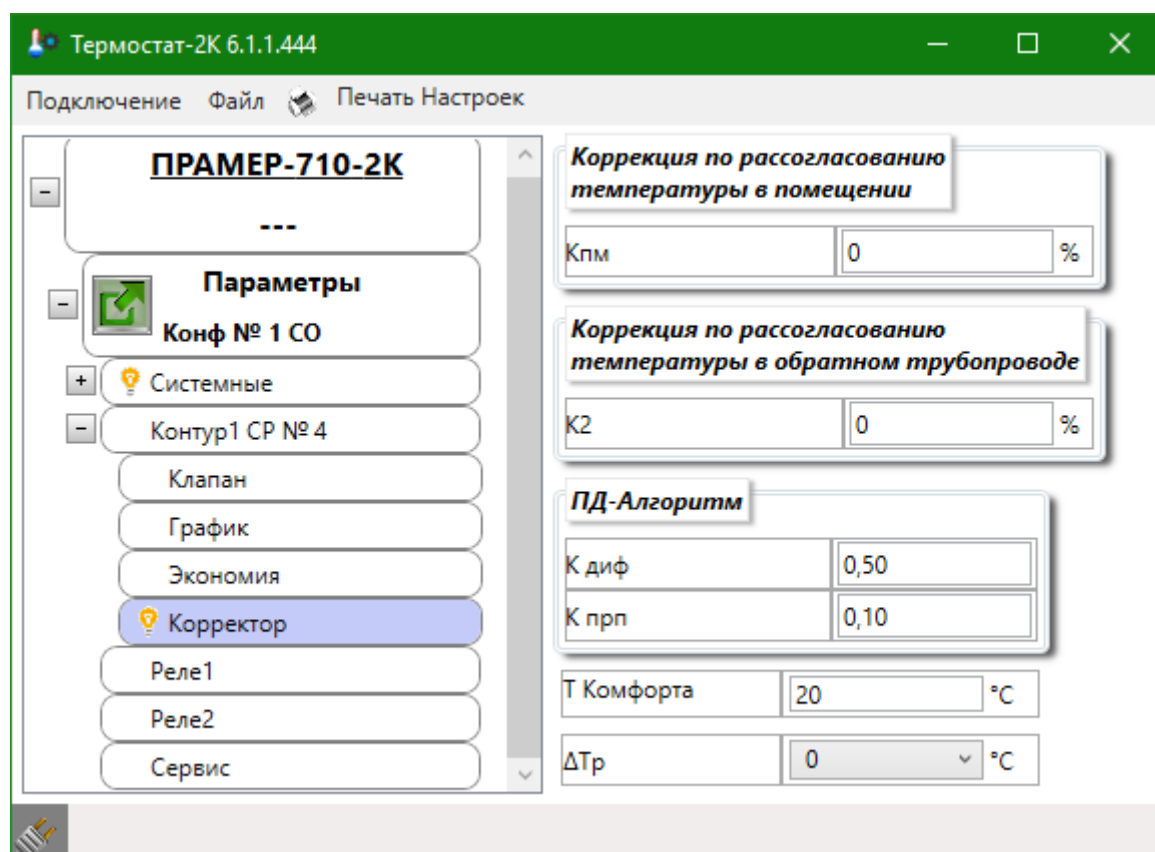 Термостат-2К 6.1.1.444
Подключение Файл Печать Настроек
ПРАМЕР-710-2К
---
Параметры
Конф № 1 СО
Системные
Контур1 СР № 4
Клапан
График
Экономия
Корректор
Реле1
Реле2
Сервис
Коррекция по рассогласованию
температуры в помещении
Кпм 0 %
Коррекция по рассогласованию
температуры в обратном трубопроводе
К2 0 %
ПД-Алгоритм
К диф 0,50
К прп 0,10
Т Комфорта 20 °C
ΔТр 0 °C